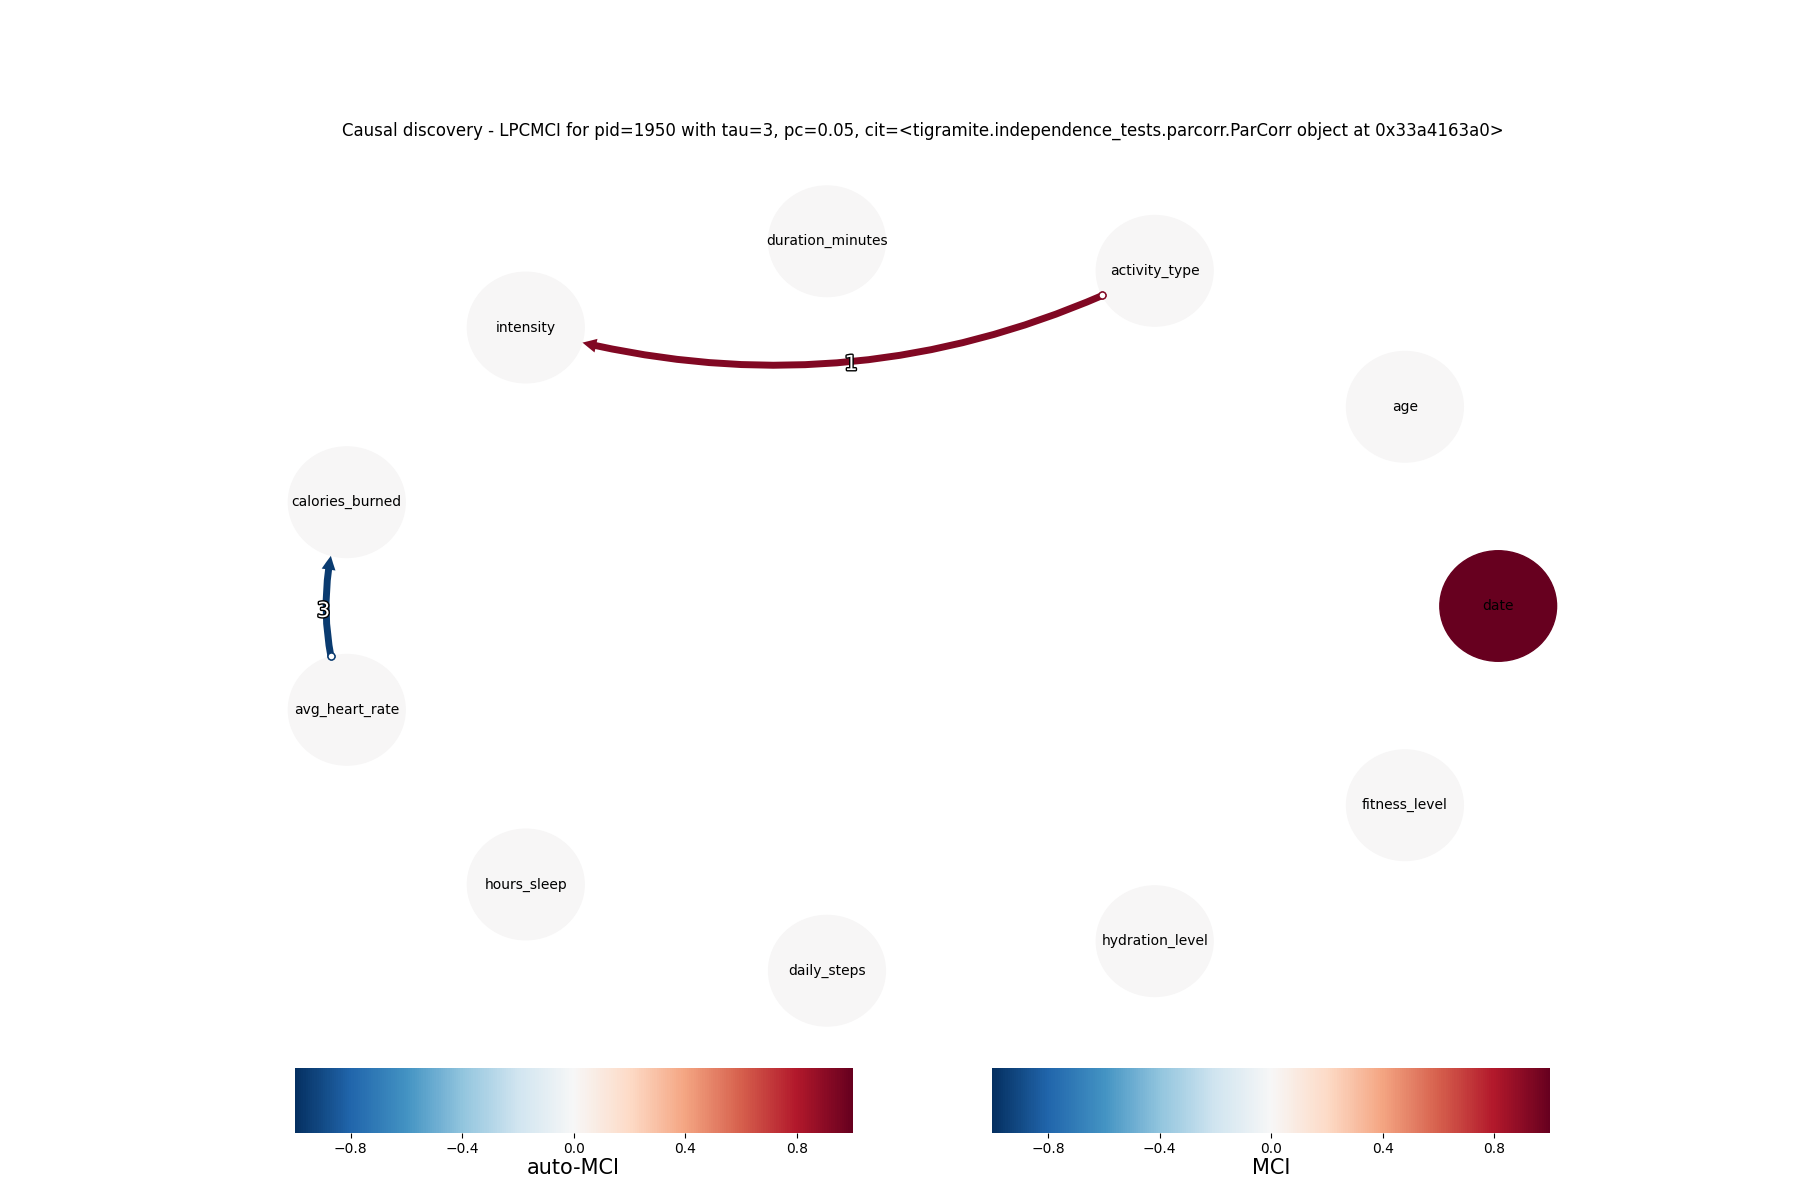 Causal discovery - LPCMCI for pid=1950 with tau=3, pc=0.05, cit=<tigramite.independence_tests.parcorr.ParCorr object at 0x33a4163a0>
duration_minutes
activity_type
intensity
1
age
calories_burned
date
3
avg_heart_rate
fitness_level
hours_sleep
hydration_level
daily_steps
−0.8 −0.4 0.0 0.4 0.8
auto-MCI
−0.8 −0.4 0.0 0.4 0.8
MCI